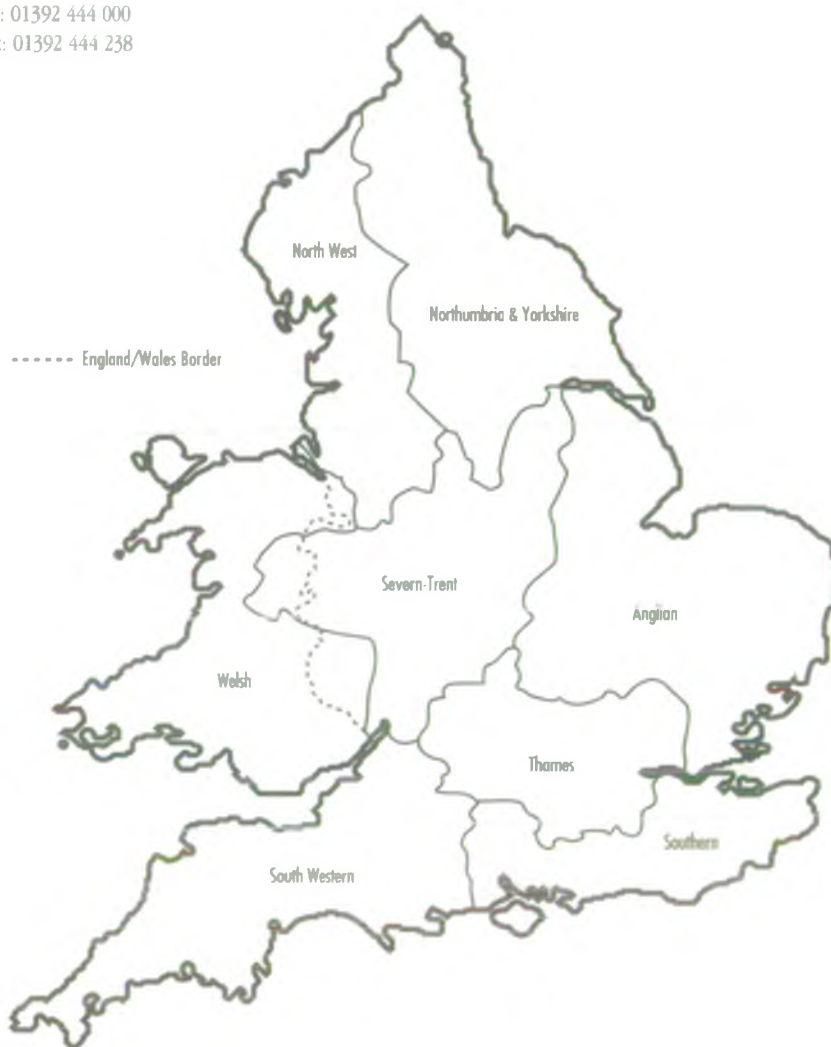 : 01392 444 000
: 01392 444 238
North West
Northumbria & Yorkshire
England/Wales Border
Severn-Trent
Anglian
Welsh
Thames
Southern
South Western